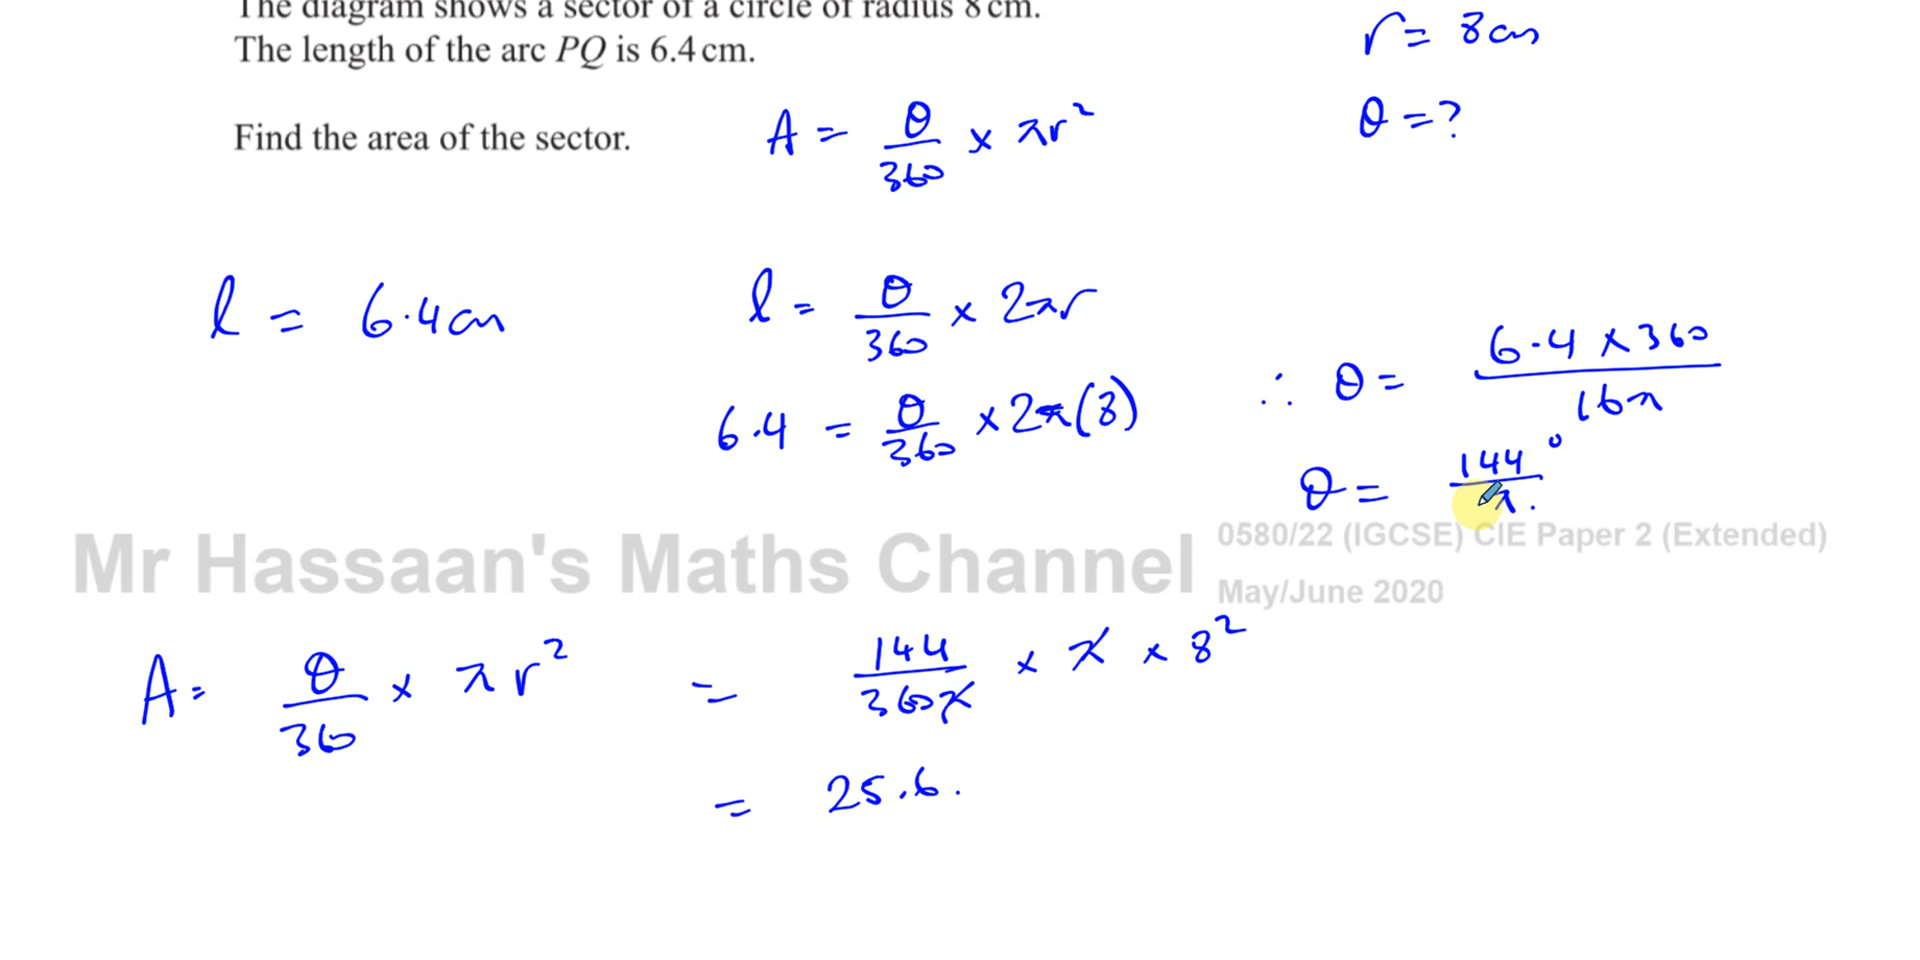 The diagram shows a sector of a circle of radius 8 cm.
The length of the arc PQ is 6.4 cm.
Find the area of the sector.
r = 8cm
θ = ?
A = θ/360 × πr²
l = 6.4cm
l = θ/360 × 2πr
6.4 = θ/360 × 2π(8)
∴ θ = 6.4 × 360/16π
θ = 144/π°
Mr Hassaan's Maths Channel
0580/22 (IGCSE) CIE Paper 2 (Extended)
May/June 2020
A = θ/360 × πr² = 144/360π × π × 8²
= 25.6.